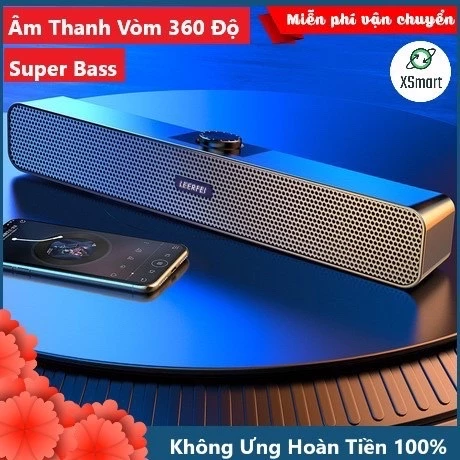 Âm Thanh Vòm 360 Độ
Miễn phí vận chuyển
Super Bass
XSmart
LEERFEI
Không Ưng Hoàn Tiền 100%